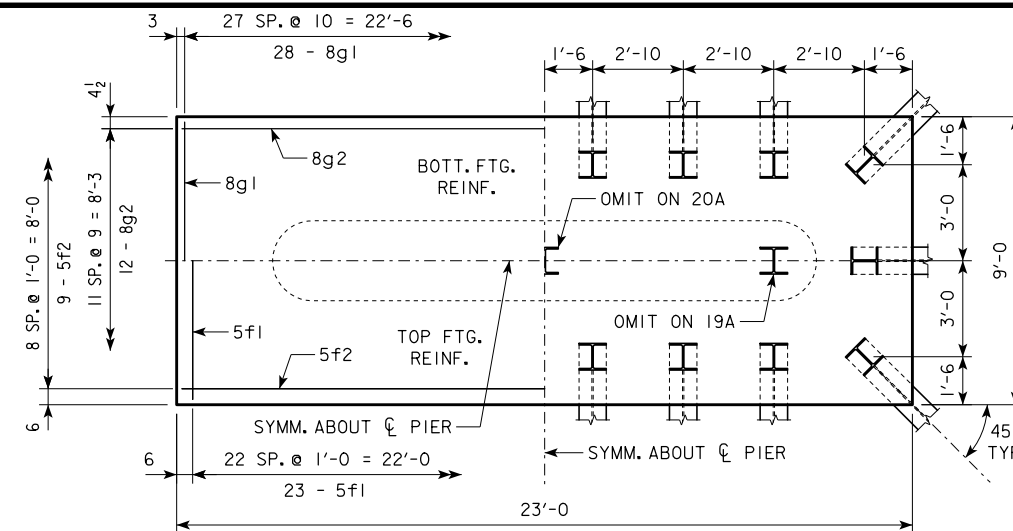 3
27 SP. @ 10 = 22'-6
28 - 8g1
1'-6
2'-10
2'-10
2'-10
1'-6
4½
8g2
8g1
BOTT. FTG.
REINF.
OMIT ON 20A
1'-6
3'-0
9'-0
3'-0
1'-6
8 SP. @ 1'-0 = 8'-0
9 - 5f2
11 SP. @ 9 = 8'-3
12 - 8g2
OMIT ON 19A
5f1
TOP FTG.
REINF.
5f2
6
SYMM. ABOUT ℄ PIER
SYMM. ABOUT ℄ PIER
45
6
22 SP. @ 1'-0 = 22'-0
23 - 5f1
23'-0